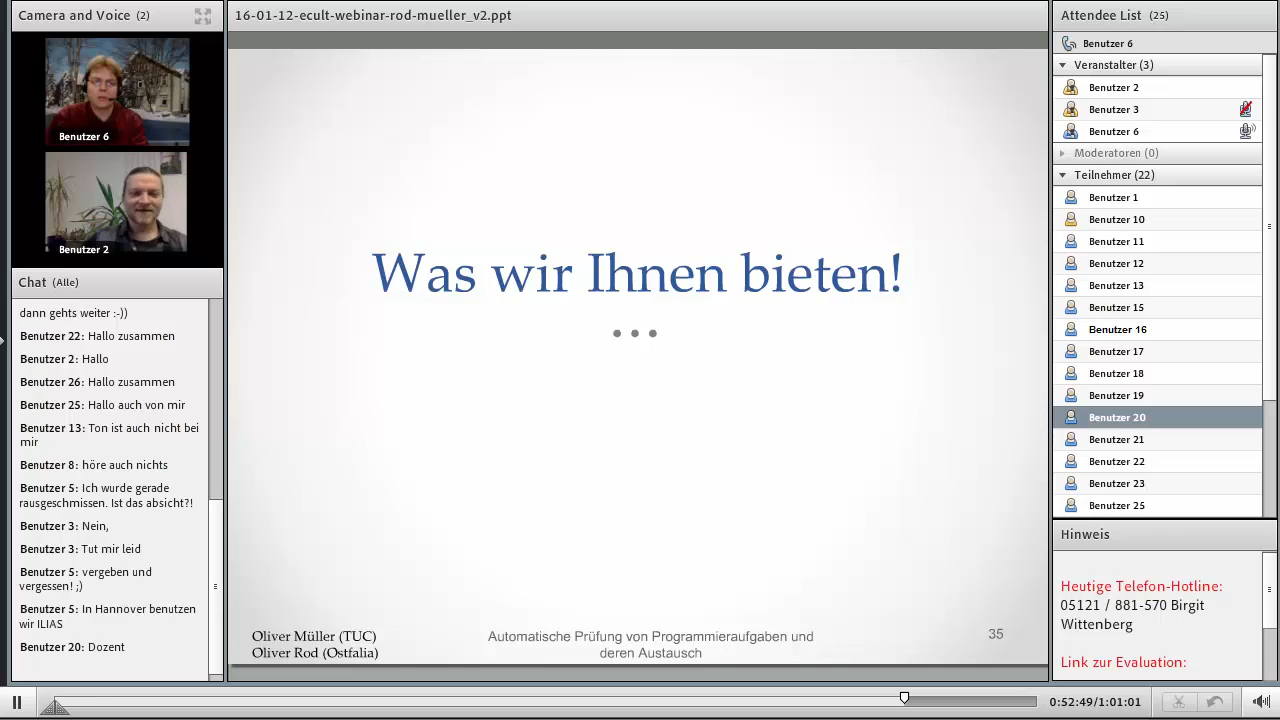 Camera and Voice (2)
Benutzer 6
Benutzer 2
Chat (Alle)
dann gehts weiter :-))
Benutzer 22: Hallo zusammen
Benutzer 2: Hallo
Benutzer 26: Hallo zusammen
Benutzer 25: Hallo auch von mir
Benutzer 13: Ton ist auch nicht bei
mir
Benutzer 8: höre auch nichts
Benutzer 5: Ich wurde gerade
rausgeschmissen. Ist das absicht?!
Benutzer 3: Nein,
Benutzer 3: Tut mir leid
Benutzer 5: vergeben und
vergessen! ;)
Benutzer 5: In Hannover benutzen
wir ILIAS
Benutzer 20: Dozent
16-01-12-ecult-webinar-rod-mueller_v2.ppt
Was wir Ihnen bieten!
Oliver Müller (TUC)
Oliver Rod (Ostfalia)
Automatische Prüfung von Programmieraufgaben und
deren Austausch
35
Attendee List (25)
Benutzer 6
Veranstalter (3)
Benutzer 2
Benutzer 3
Benutzer 6
Moderatoren (0)
Teilnehmer (22)
Benutzer 1
Benutzer 10
Benutzer 11
Benutzer 12
Benutzer 13
Benutzer 15
Benutzer 16
Benutzer 17
Benutzer 18
Benutzer 19
Benutzer 20
Benutzer 21
Benutzer 22
Benutzer 23
Benutzer 25
Hinweis
Heutige Telefon-Hotline:
05121 / 881-570 Birgit
Wittenberg
Link zur Evaluation:
0:52:49/1:01:01